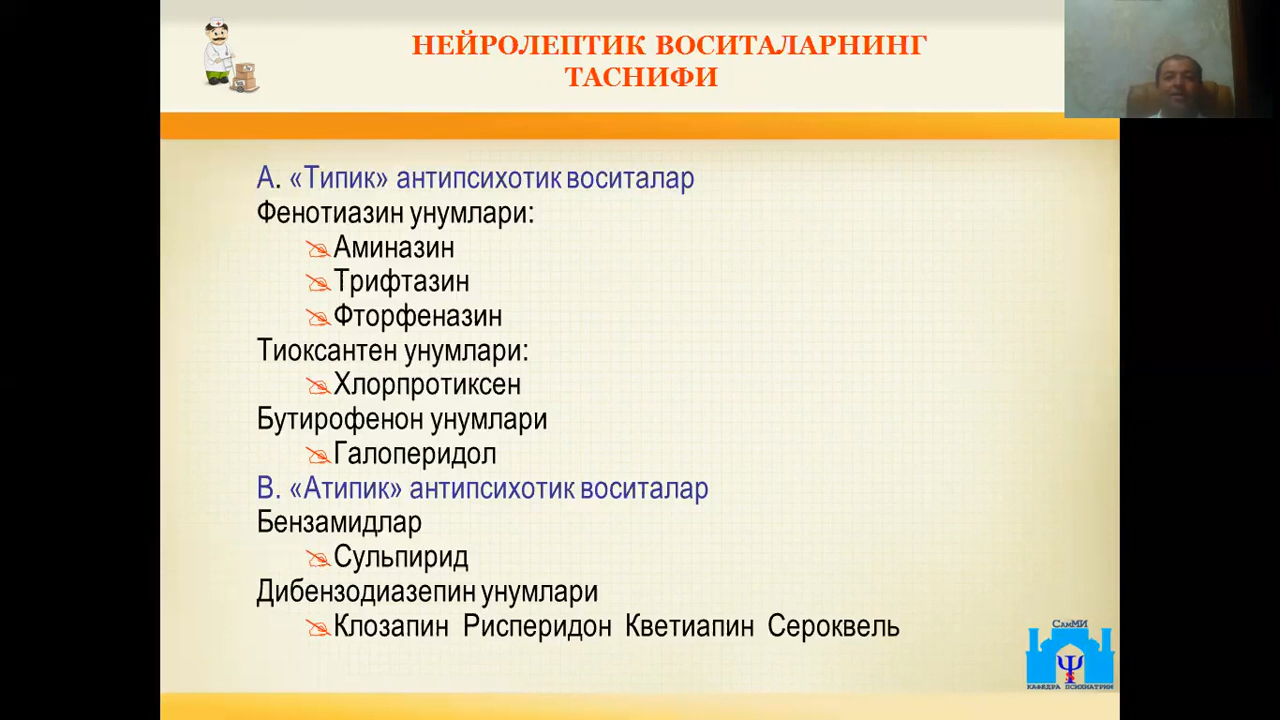 НЕЙРОЛЕПТИК ВОСИТАЛАРНИНГ
ТАСНИФИ
А. «Типик» антипсихотик воситалар
Фенотиазин унумлари:
Аминазин
Трифтазин
Фторфеназин
Тиоксантен унумлари:
Хлорпротиксен
Бутирофенон унумлари
Галоперидол
В. «Атипик» антипсихотик воситалар
Бензамидлар
Сульпирид
Дибензодиазепин унумлари
Клозапин Рисперидон Кветиапин Сероквель
СамМИ
КАФЕДРА ПСИХИАТРИИ